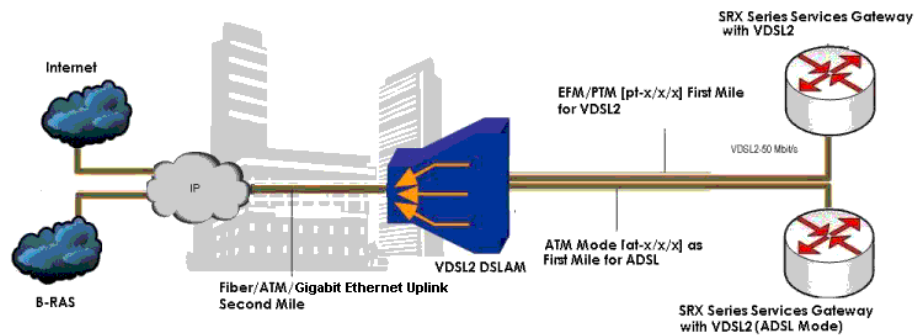 SRX Series Services Gateway
with VDSL2
Internet
EFM/PTM [pt-x/x/x] First Mile
for VDSL2
VDSL2-50 Mbit/s
IP
ATM Mode [at-x/x/x] as
First Mile for ADSL
VDSL2 DSLAM
Fiber/ATM/Gigabit Ethernet Uplink
Second Mile
B-RAS
SRX Series Services Gateway
with VDSL2 (ADSL Mode)